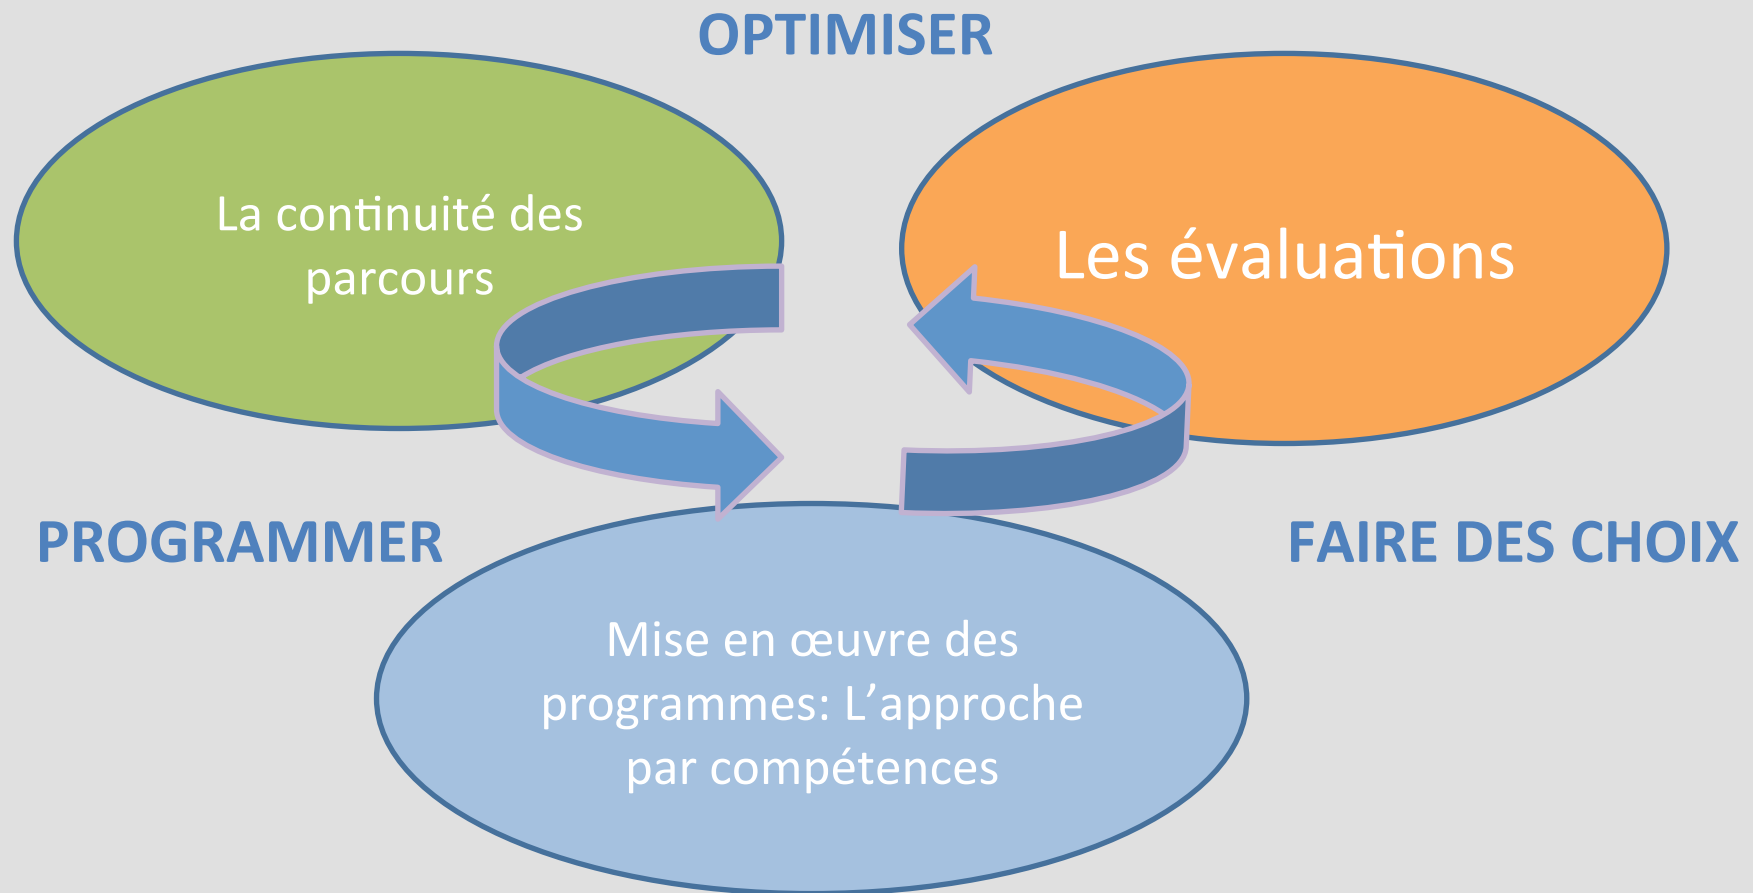 OPTIMISER
La continuité des
parcours
Les évaluations
PROGRAMMER
FAIRE DES CHOIX
Mise en œuvre des
programmes: L’approche
par compétences